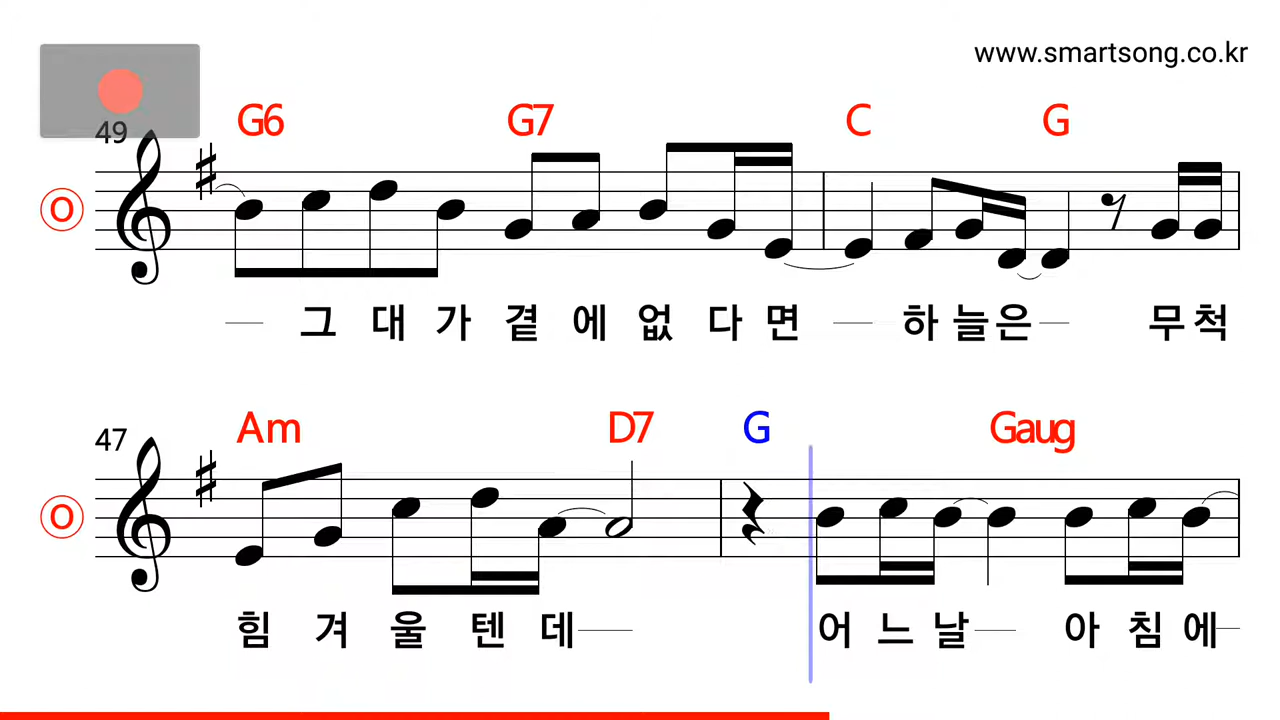 www.smartsong.co.kr
49
G6 G7 C G
O
그 대 가 곁 에 없 다 면 하 늘 은 무 척
47
Am D7 G Gaug
O
힘 겨 울 텐 데 어 느 날 아 침 에